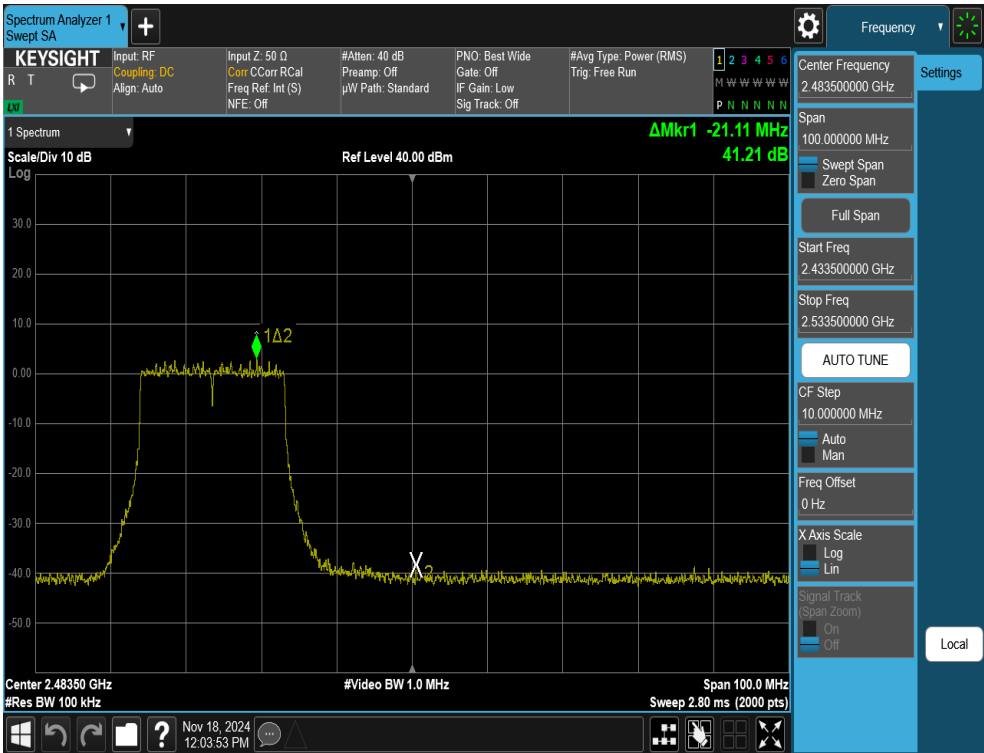 Spectrum Analyzer 1
Swept SA
+
Frequency
KEYSIGHT
R T
LXI
Input: RF
Coupling: DC
Align: Auto
Input Z: 50 Ω
Corr CCorr RCal
Freq Ref: Int (S)
NFE: Off
#Atten: 40 dB
Preamp: Off
µW Path: Standard
PNO: Best Wide
Gate: Off
IF Gain: Low
Sig Track: Off
#Avg Type: Power (RMS)
Trig: Free Run
1 2 3 4 5 6
M W W W W W
P N N N N N
1 Spectrum
ΔMkr1 -21.11 MHz
41.21 dB
Scale/Div 10 dB
Ref Level 40.00 dBm
Log
30.0
20.0
10.0
0.00
-10.0
-20.0
-30.0
-40.0
-50.0
1Δ2
X2
Center 2.48350 GHz
#Video BW 1.0 MHz
Span 100.0 MHz
#Res BW 100 kHz
Sweep 2.80 ms (2000 pts)
Nov 18, 2024
12:03:53 PM
?
Center Frequency
2.483500000 GHz
Settings
Span
100.000000 MHz
Swept Span
Zero Span
Full Span
Start Freq
2.433500000 GHz
Stop Freq
2.533500000 GHz
AUTO TUNE
CF Step
10.000000 MHz
Auto
Man
Freq Offset
0 Hz
X Axis Scale
Log
Lin
Signal Track
(Span Zoom)
On
Off
Local